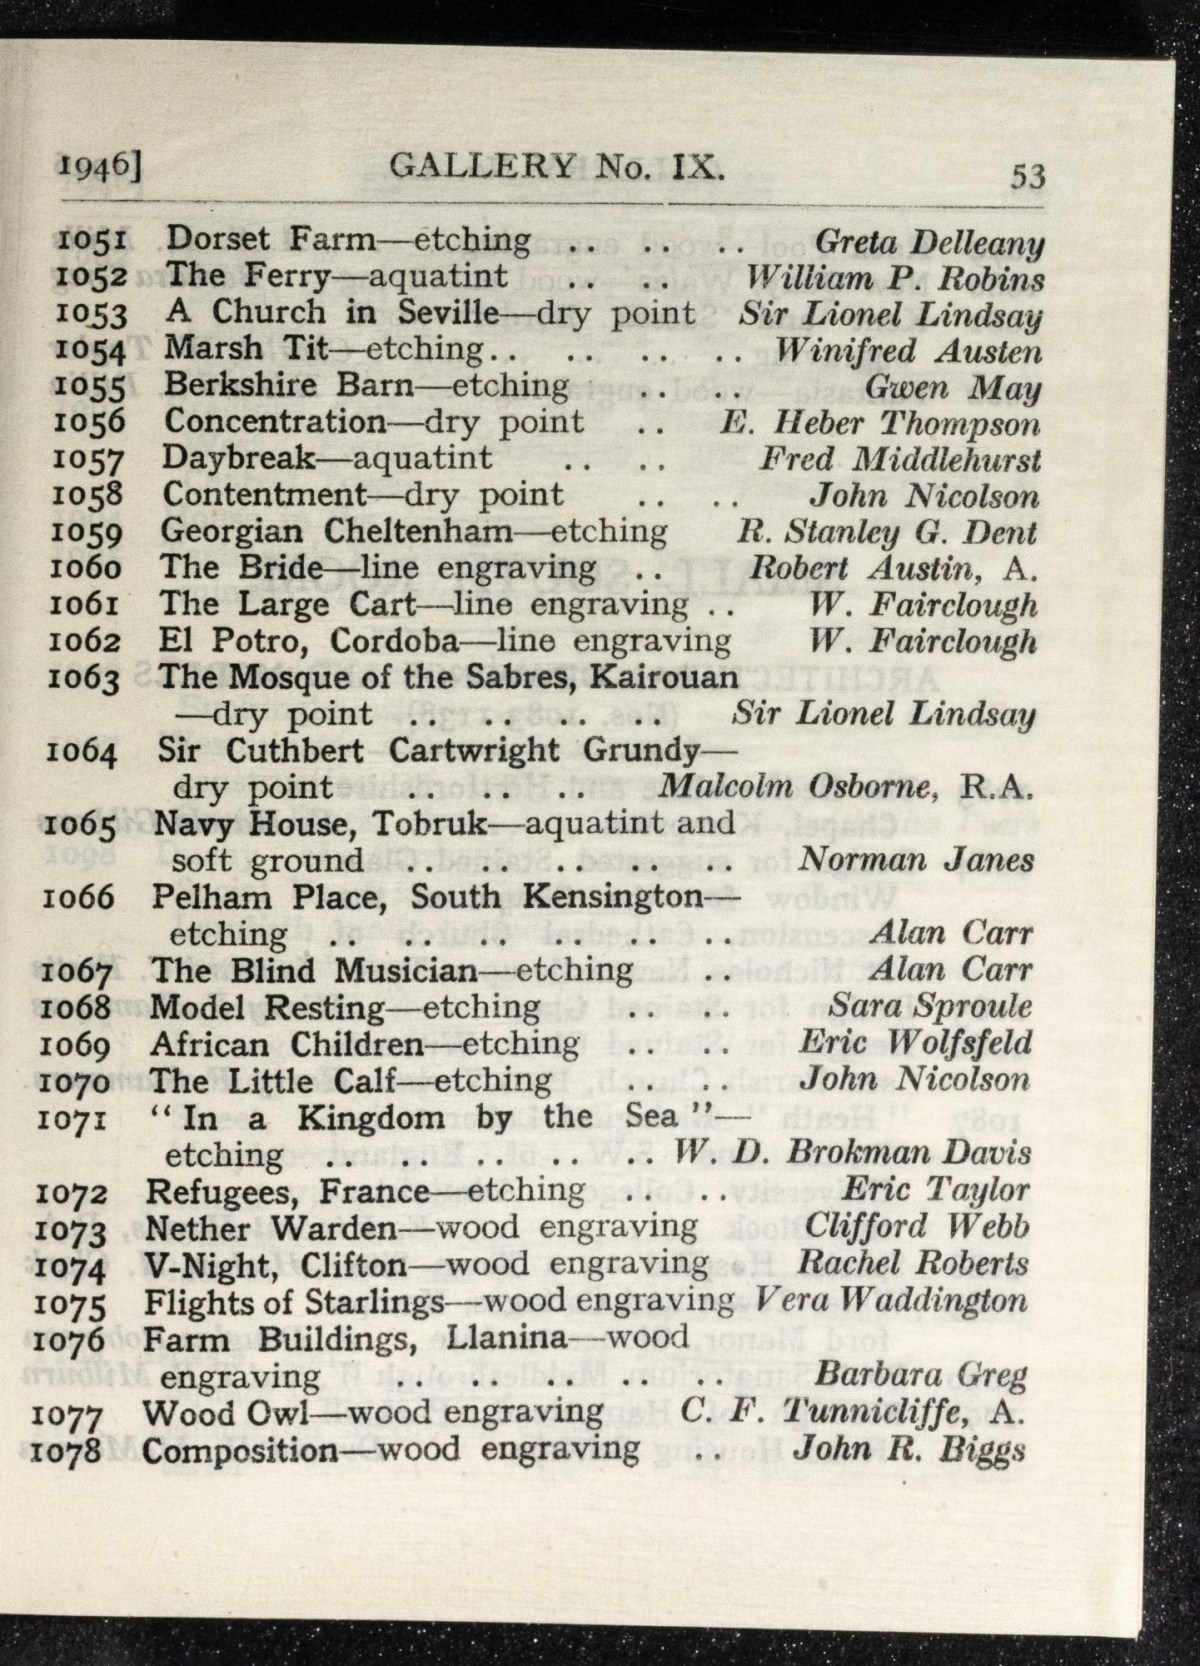 1946] GALLERY No. IX. 53
1051 Dorset Farm—etching .. .. .. Greta Delleany
1052 The Ferry—aquatint .. .. William P. Robins
1053 A Church in Seville—dry point Sir Lionel Lindsay
1054 Marsh Tit—etching.. .. .. .. Winifred Austen
1055 Berkshire Barn—etching .. .. Gwen May
1056 Concentration—dry point .. E. Heber Thompson
1057 Daybreak—aquatint .. .. Fred Middlehurst
1058 Contentment—dry point .. .. John Nicolson
1059 Georgian Cheltenham—etching R. Stanley G. Dent
1060 The Bride—line engraving .. Robert Austin, A.
1061 The Large Cart—line engraving .. W. Fairclough
1062 El Potro, Cordoba—line engraving W. Fairclough
1063 The Mosque of the Sabres, Kairouan
—dry point .. .. .. .. Sir Lionel Lindsay
1064 Sir Cuthbert Cartwright Grundy—
dry point .. .. .. Malcolm Osborne, R.A.
1065 Navy House, Tobruk—aquatint and
soft ground .. .. .. .. .. Norman Janes
1066 Pelham Place, South Kensington—
etching .. .. .. .. .. .. Alan Carr
1067 The Blind Musician—etching .. Alan Carr
1068 Model Resting—etching .. .. Sara Sproule
1069 African Children—etching .. .. Eric Wolfsfeld
1070 The Little Calf—etching .. .. John Nicolson
1071 “ In a Kingdom by the Sea ”—
etching .. .. .. .. .. W. D. Brokman Davis
1072 Refugees, France—etching .. .. Eric Taylor
1073 Nether Warden—wood engraving Clifford Webb
1074 V-Night, Clifton—wood engraving Rachel Roberts
1075 Flights of Starlings—wood engraving Vera Waddington
1076 Farm Buildings, Llanina—wood
engraving .. .. .. .. .. Barbara Greg
1077 Wood Owl—wood engraving C. F. Tunnicliffe, A.
1078 Composition—wood engraving .. John R. Biggs